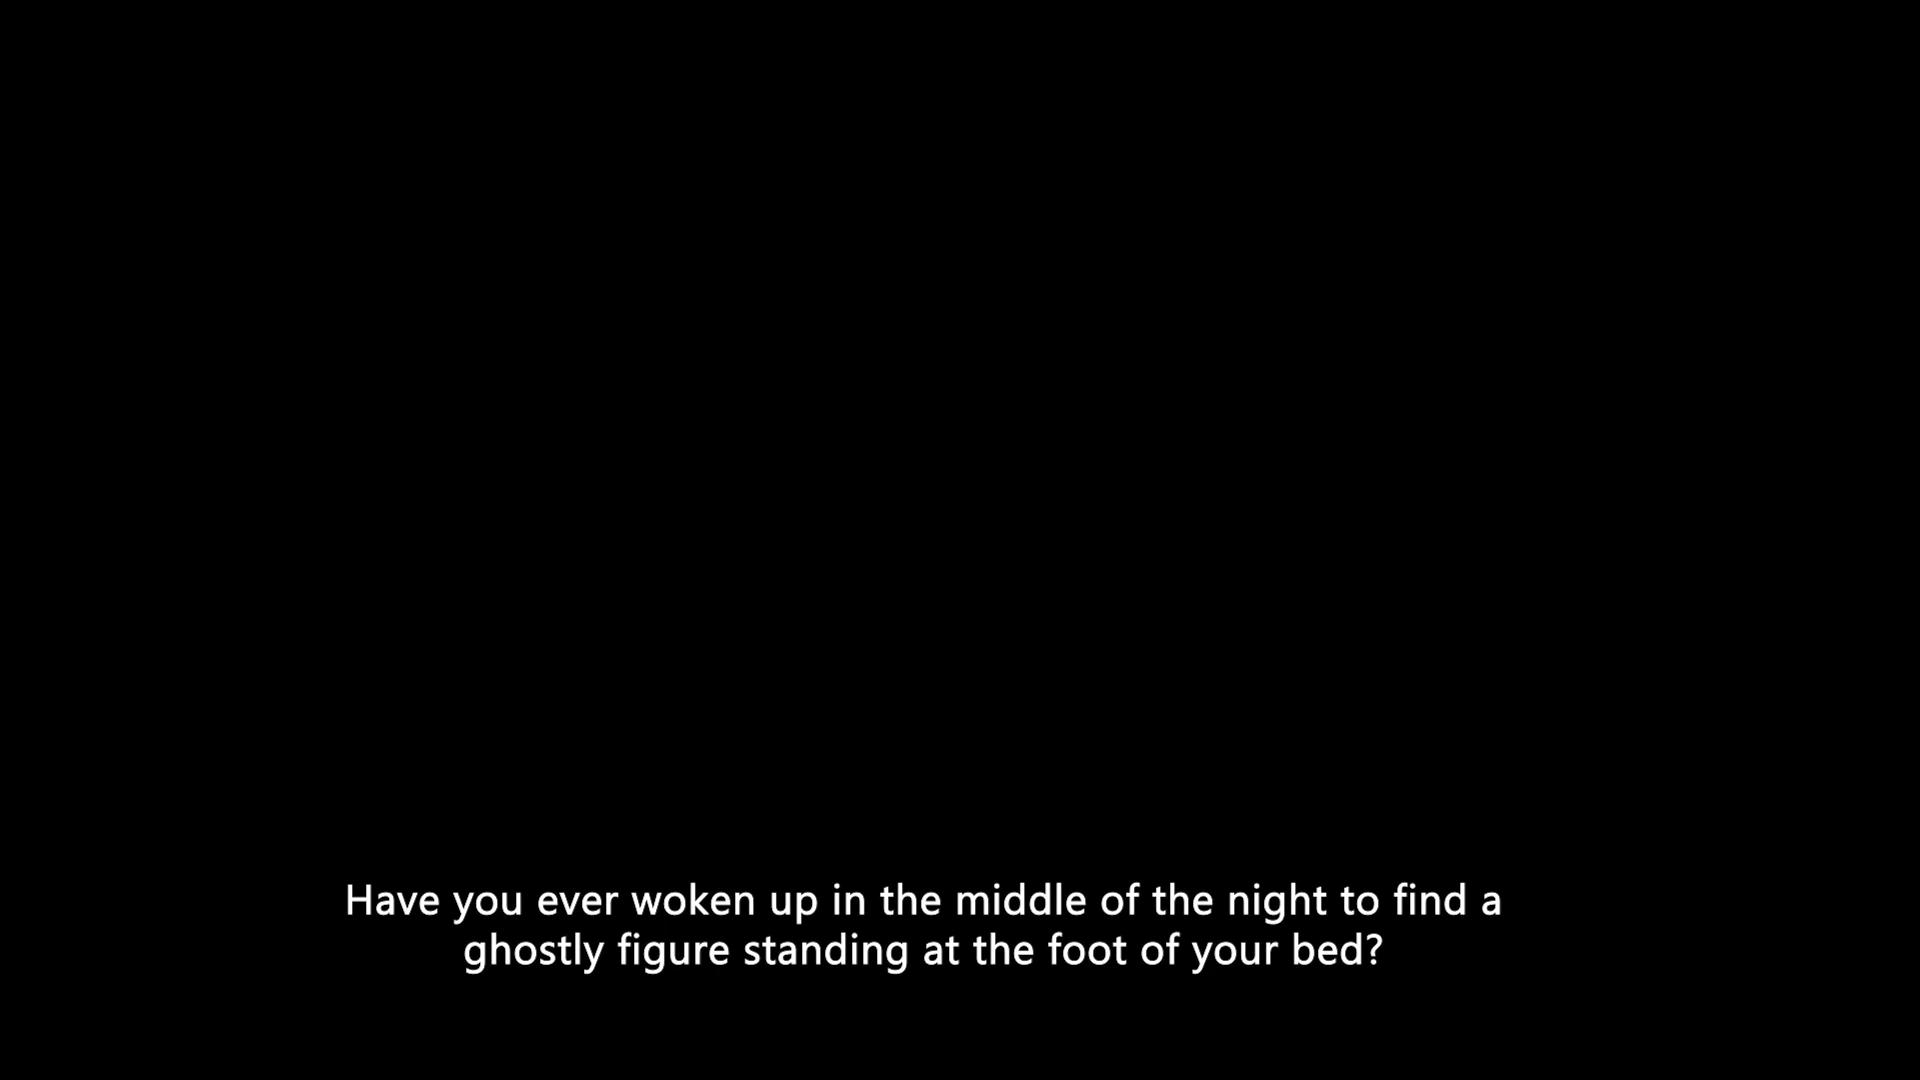 Have you ever woken up in the middle of the night to find a
ghostly figure standing at the foot of your bed?